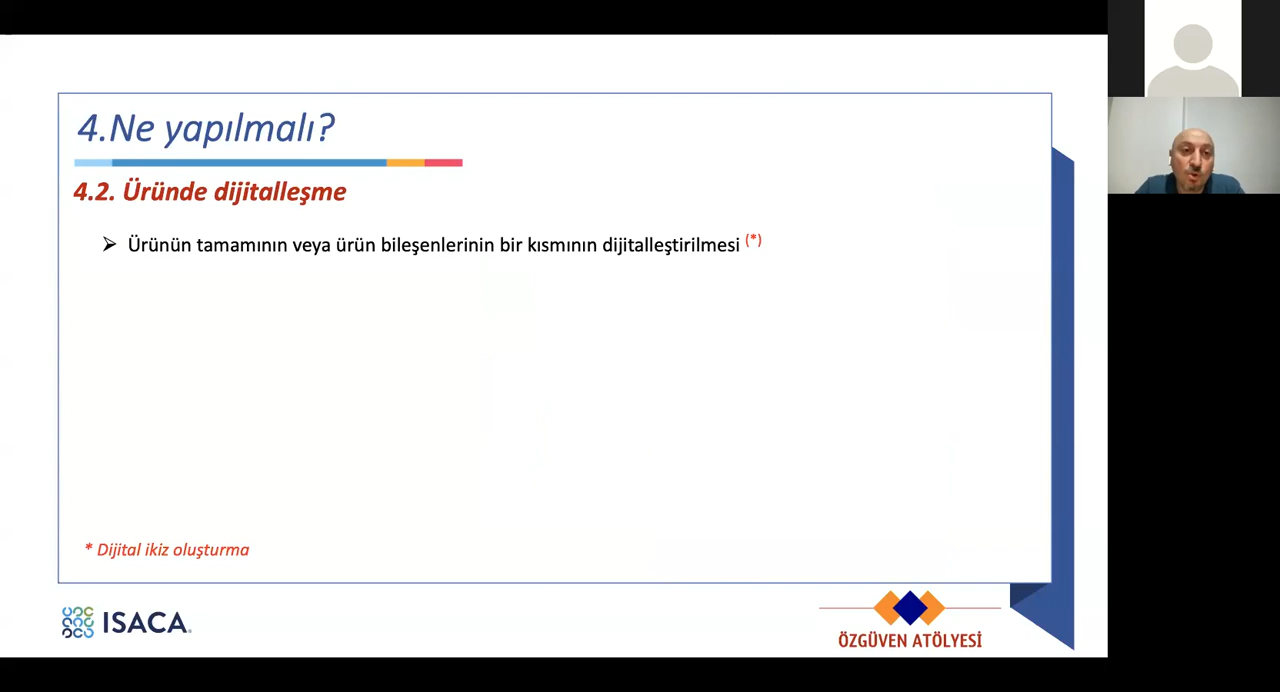 4.Ne yapılmalı?
4.2. Üründe dijitalleşme
➢ Ürünün tamamının veya ürün bileşenlerinin bir kısmının dijitalleştirilmesi (*)
* Dijital ikiz oluşturma
ISACA.
ÖZGÜVEN ATÖLYESİ